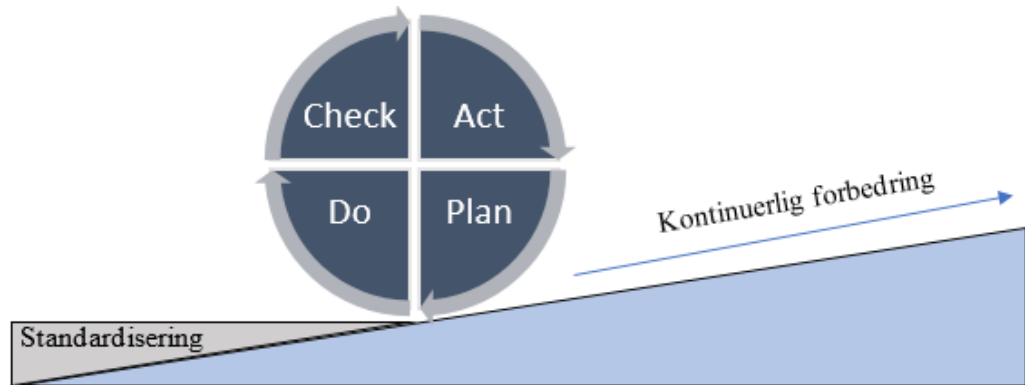 Check
Act
Do
Plan
Kontinuerlig forbedring
Standardisering